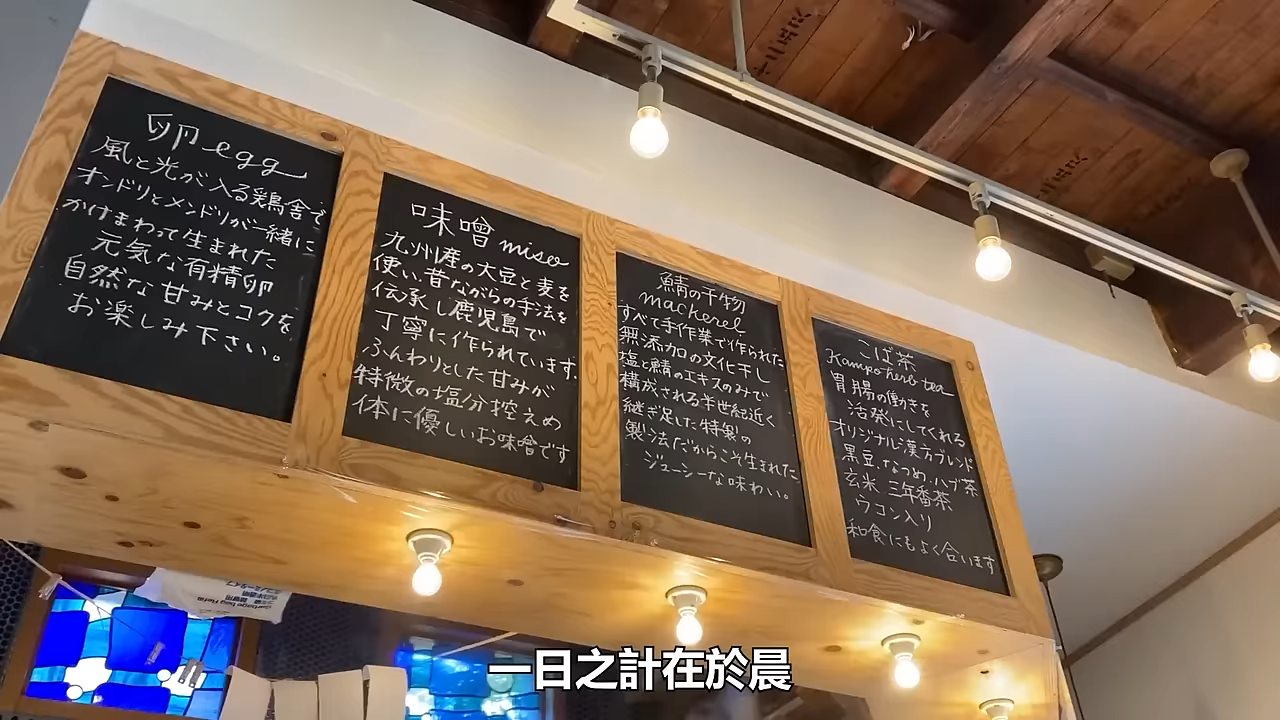 卵 egg
風と光が入る鶏舎で
オンドリとメンドリが一緒に
かけまわって生まれた
元気な有精卵
自然な甘みとコクを
お楽しみ下さい。
味噌 miso
九州産の大豆と麦を
使い、昔ながらの手法を
伝承し鹿児島で
丁寧に作られています。
ふんわりとした甘みが
特徴の塩分控えめ
体に優しいお味噌です
鯖の干物
mackerel
すべて手作業で作られた
無添加の文化干し
塩と鯖のエキスのみで
構成される半世紀近く
継ぎ足した特製の
製法だからこそ生まれた
ジューシーな味わい。
こば茶
Kampo herb tea
胃腸の働きを
活発にしてくれる
オリジナル漢方ブレンド
黒豆、なつめ、ハブ茶
玄米、三年番茶
ウコン入り
和食にもよく合います
一日之計在於晨